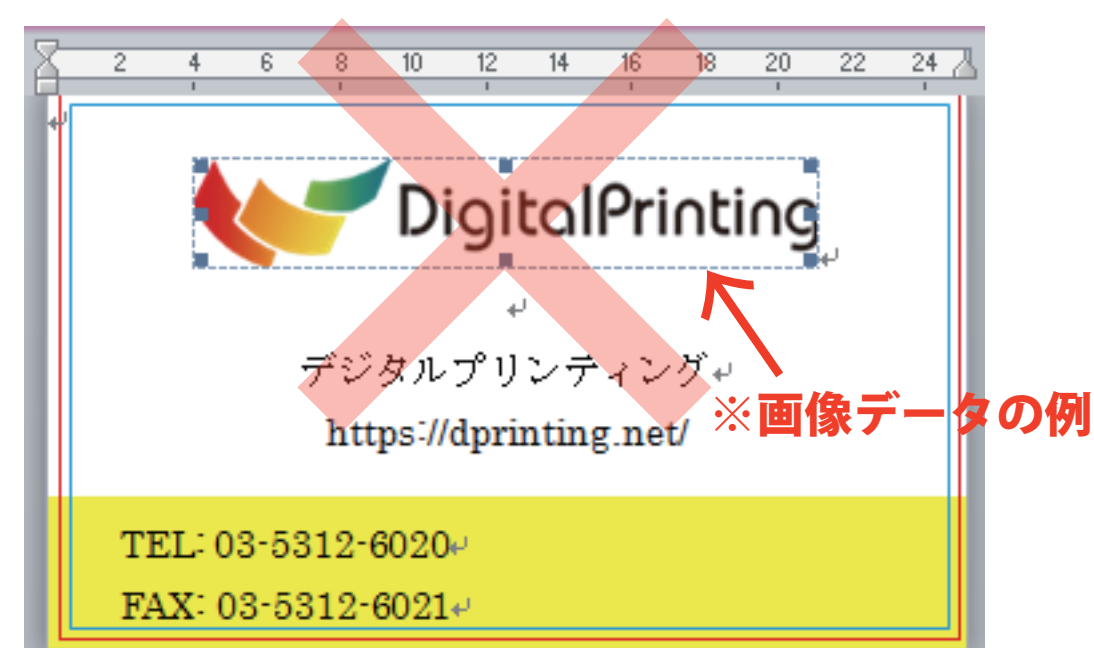 2 4 6 8 10 12 14 16 18 20 22 24
DigitalPrinting
デジタルプリンティング
※画像データの例
https://dprinting.net/
TEL: 03-5312-6020
FAX: 03-5312-6021